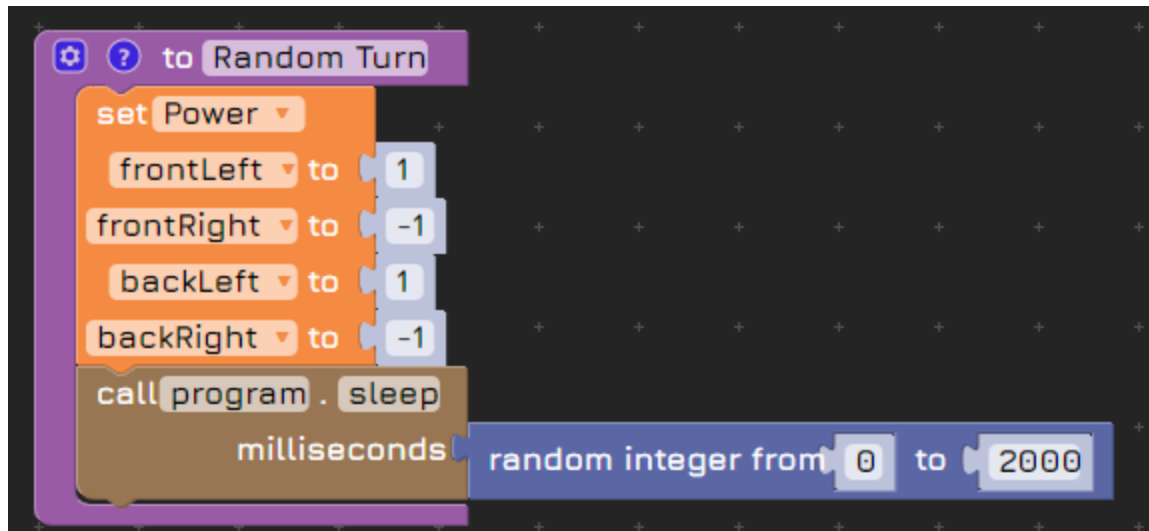 ? to Random Turn
set Power
frontLeft to 1
frontRight to -1
backLeft to 1
backRight to -1
call program . sleep
milliseconds random integer from 0 to 2000